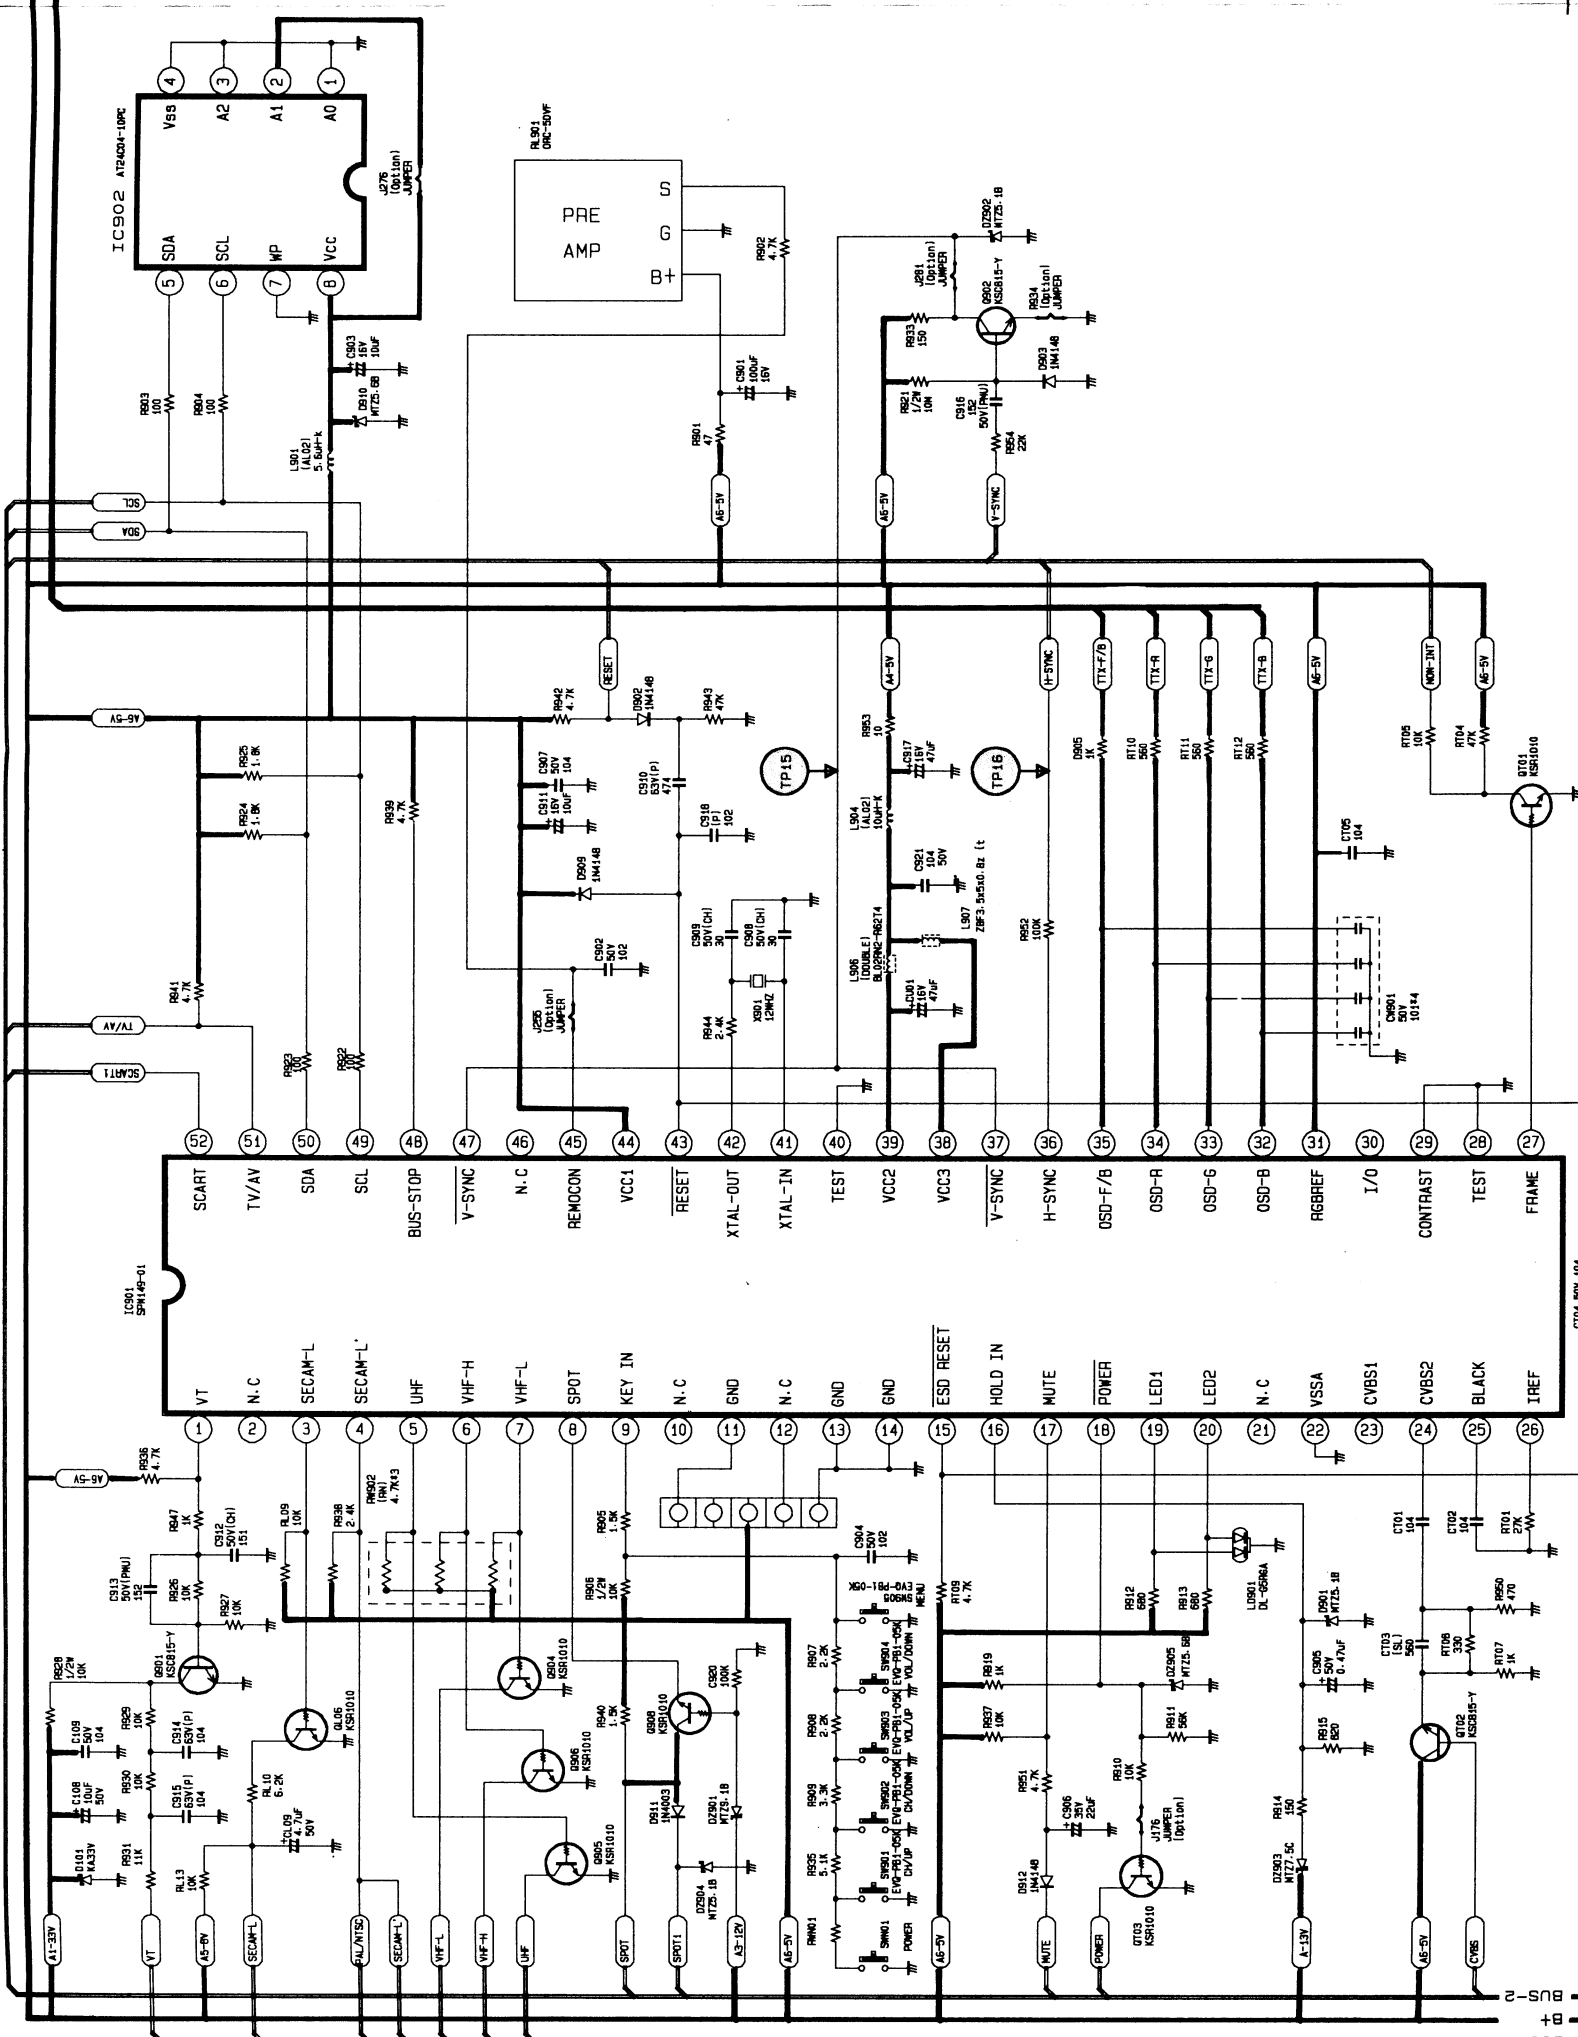 IC902 AT24C04-10PC
4
3
2
1
Vss
A2
A1
A0
SDA
SCL
WP
Vcc
5
6
7
8
J276
(Option)
JUMPER
RL901
ORC-50VF
PRE
AMP
S
G
B+
R902
4.7K
R903
100
R904
100
C903
16V
10uF
D910
MTZ5.6B
L901
(AL02)
5.6uH-K
C901
100uF
16V
R901
47
A6-5V
A6-5V
V-SYNC
J281
(Option)
JUMPER
DZ902
MTZ5.1B
Q902
KSC815-Y
R934
(Option)
JUMPER
R933
150
R921
1/2W
10M
D903
1N4148
C916
152
50V(PMU)
R954
22K
SCL
SDA
A6-5V
RESET
A4-5V
H-SYNC
TTX-F/B
TTX-R
TTX-G
TTX-B
A6-5V
NON-INT
A6-5V
R925
1.8K
R924
1.8K
R939
4.7K
R942
4.7K
D902
1N4148
R943
47K
C907
50V
104
C911
16V
10uF
C910
63V(P)
474
C918
(P)
102
D909
1N4148
TP15
R953
10
C917
16V
47uF
L904
(AL02)
10uH-K
TP16
D905
1K
RT10
560
RT11
560
RT12
560
RT05
10K
RT04
47K
QT01
KSR1010
CT05
104
C921
104
50V
L907
ZBF3.5x5x0.8z (t
L906
(DOUBLE)
BL02RN2-R62T4
CU01
16V
47uF
R952
100K
CM901
50V
101*4
R941
4.7K
TV/AV
SCART1
R923
100
R922
100
C902
50V
102
J255
(Option)
JUMPER
C909
50V(CH)
30
C908
50V(CH)
30
R944
2.4K
X901
12MHZ
52
51
50
49
48
47
46
45
44
43
42
41
40
39
38
37
36
35
34
33
32
31
30
29
28
27
SCART
TV/AV
SDA
SCL
BUS-STOP
V-SYNC
N.C
REMOCON
VCC1
RESET
XTAL-OUT
XTAL-IN
TEST
VCC2
VCC3
V-SYNC
H-SYNC
OSD-F/B
OSD-R
OSD-G
OSD-B
RGBREF
I/O
CONTRAST
TEST
FRAME
IC901
SPM149-01
VT
N.C
SECAM-L
SECAM-L'
UHF
VHF-H
VHF-L
SPOT
KEY IN
N.C
GND
N.C
GND
GND
ESD RESET
HOLD IN
MUTE
POWER
LED1
LED2
N.C
VSSA
CVBS1
CVBS2
BLACK
IREF
1
2
3
4
5
6
7
8
9
10
11
12
13
14
15
16
17
18
19
20
21
22
23
24
25
26
A6-5V
R936
4.7K
R947
1K
C912
50V(CH)
151
C913
50V(PMU)
152
R926
10K
R927
10K
RL09
10K
R938
2.4K
RM902
(RN)
4.7K*3
R905
1.5K
R906
1/2W
10K
C904
50V
102
SW905
EVQ-PB1-05K
MENU
RT09
4.7K
R912
680
R913
680
LD901
DL-G5RGA
D901
MTZ5.1B
CT01
104
CT02
104
RT01
27K
CT03
(SL)
560
RT06
330
R950
470
RT07
1K
R928
1/2W
10K
Q901
KSC815-Y
R929
10K
C914
63V(P)
104
C109
50V
104
R930
10K
C915
63V(P)
104
C108
10uF
50V
D101
KA33V
R931
11K
RL13
10K
RL10
6.2K
CL09
4.7uF
50V
QL06
KSR1010
Q904
KSR1010
Q906
KSR1010
Q905
KSR1010
R940
1.5K
Q908
KSR1010
C920
100K
D911
1N4003
DZ901
MTZ9.1B
DZ904
MTZ5.1B
R907
2.2K
SW904
EVQ-PB1-05K
VOL/DOWN
R908
2.2K
SW903
EVQ-PB1-05K
VOL/UP
R909
3.3K
SW902
EVQ-PB1-05K
CH/DOWN
R935
5.1K
SW901
EVQ-PB1-05K
CH/UP
RWW01
SWW01
POWER
R919
1K
R937
10K
R951
4.7K
C906
35V
22uF
D912
1N4148
DZ905
MTZ5.6B
R911
56K
R910
10K
J176
JUMPER
(Option)
QT03
KSR1010
C905
50V
0.47uF
R915
820
R914
150
DZ903
MTZ7.5C
QT02
KSC815-Y
A1-33V
VT
A5-8V
SECAM-L
PAL/NTSC
SECAM-L'
VHF-L
VHF-H
UHF
SPOT
SPOT1
A3-12V
A6-5V
A6-5V
MUTE
POWER
A-13V
A6-5V
CVBS
BUS-2
B+